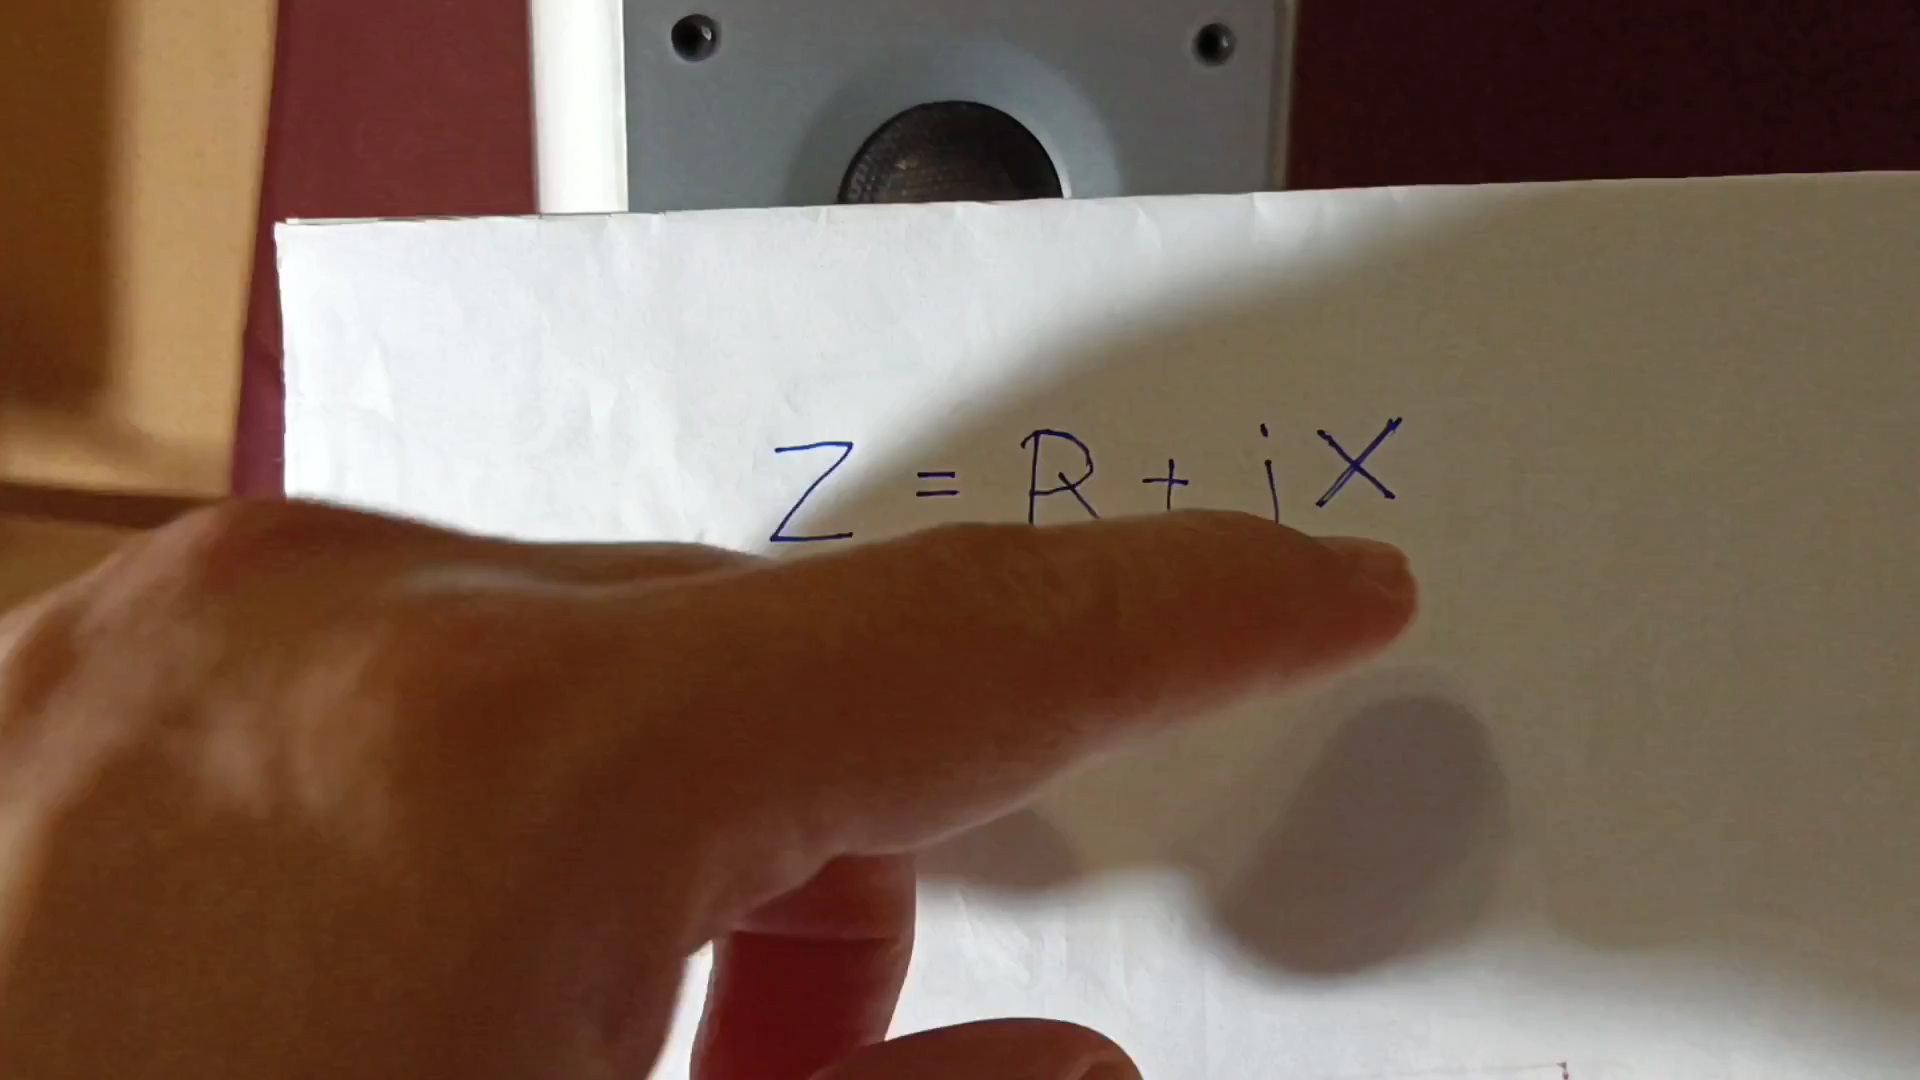 Z = R + jX